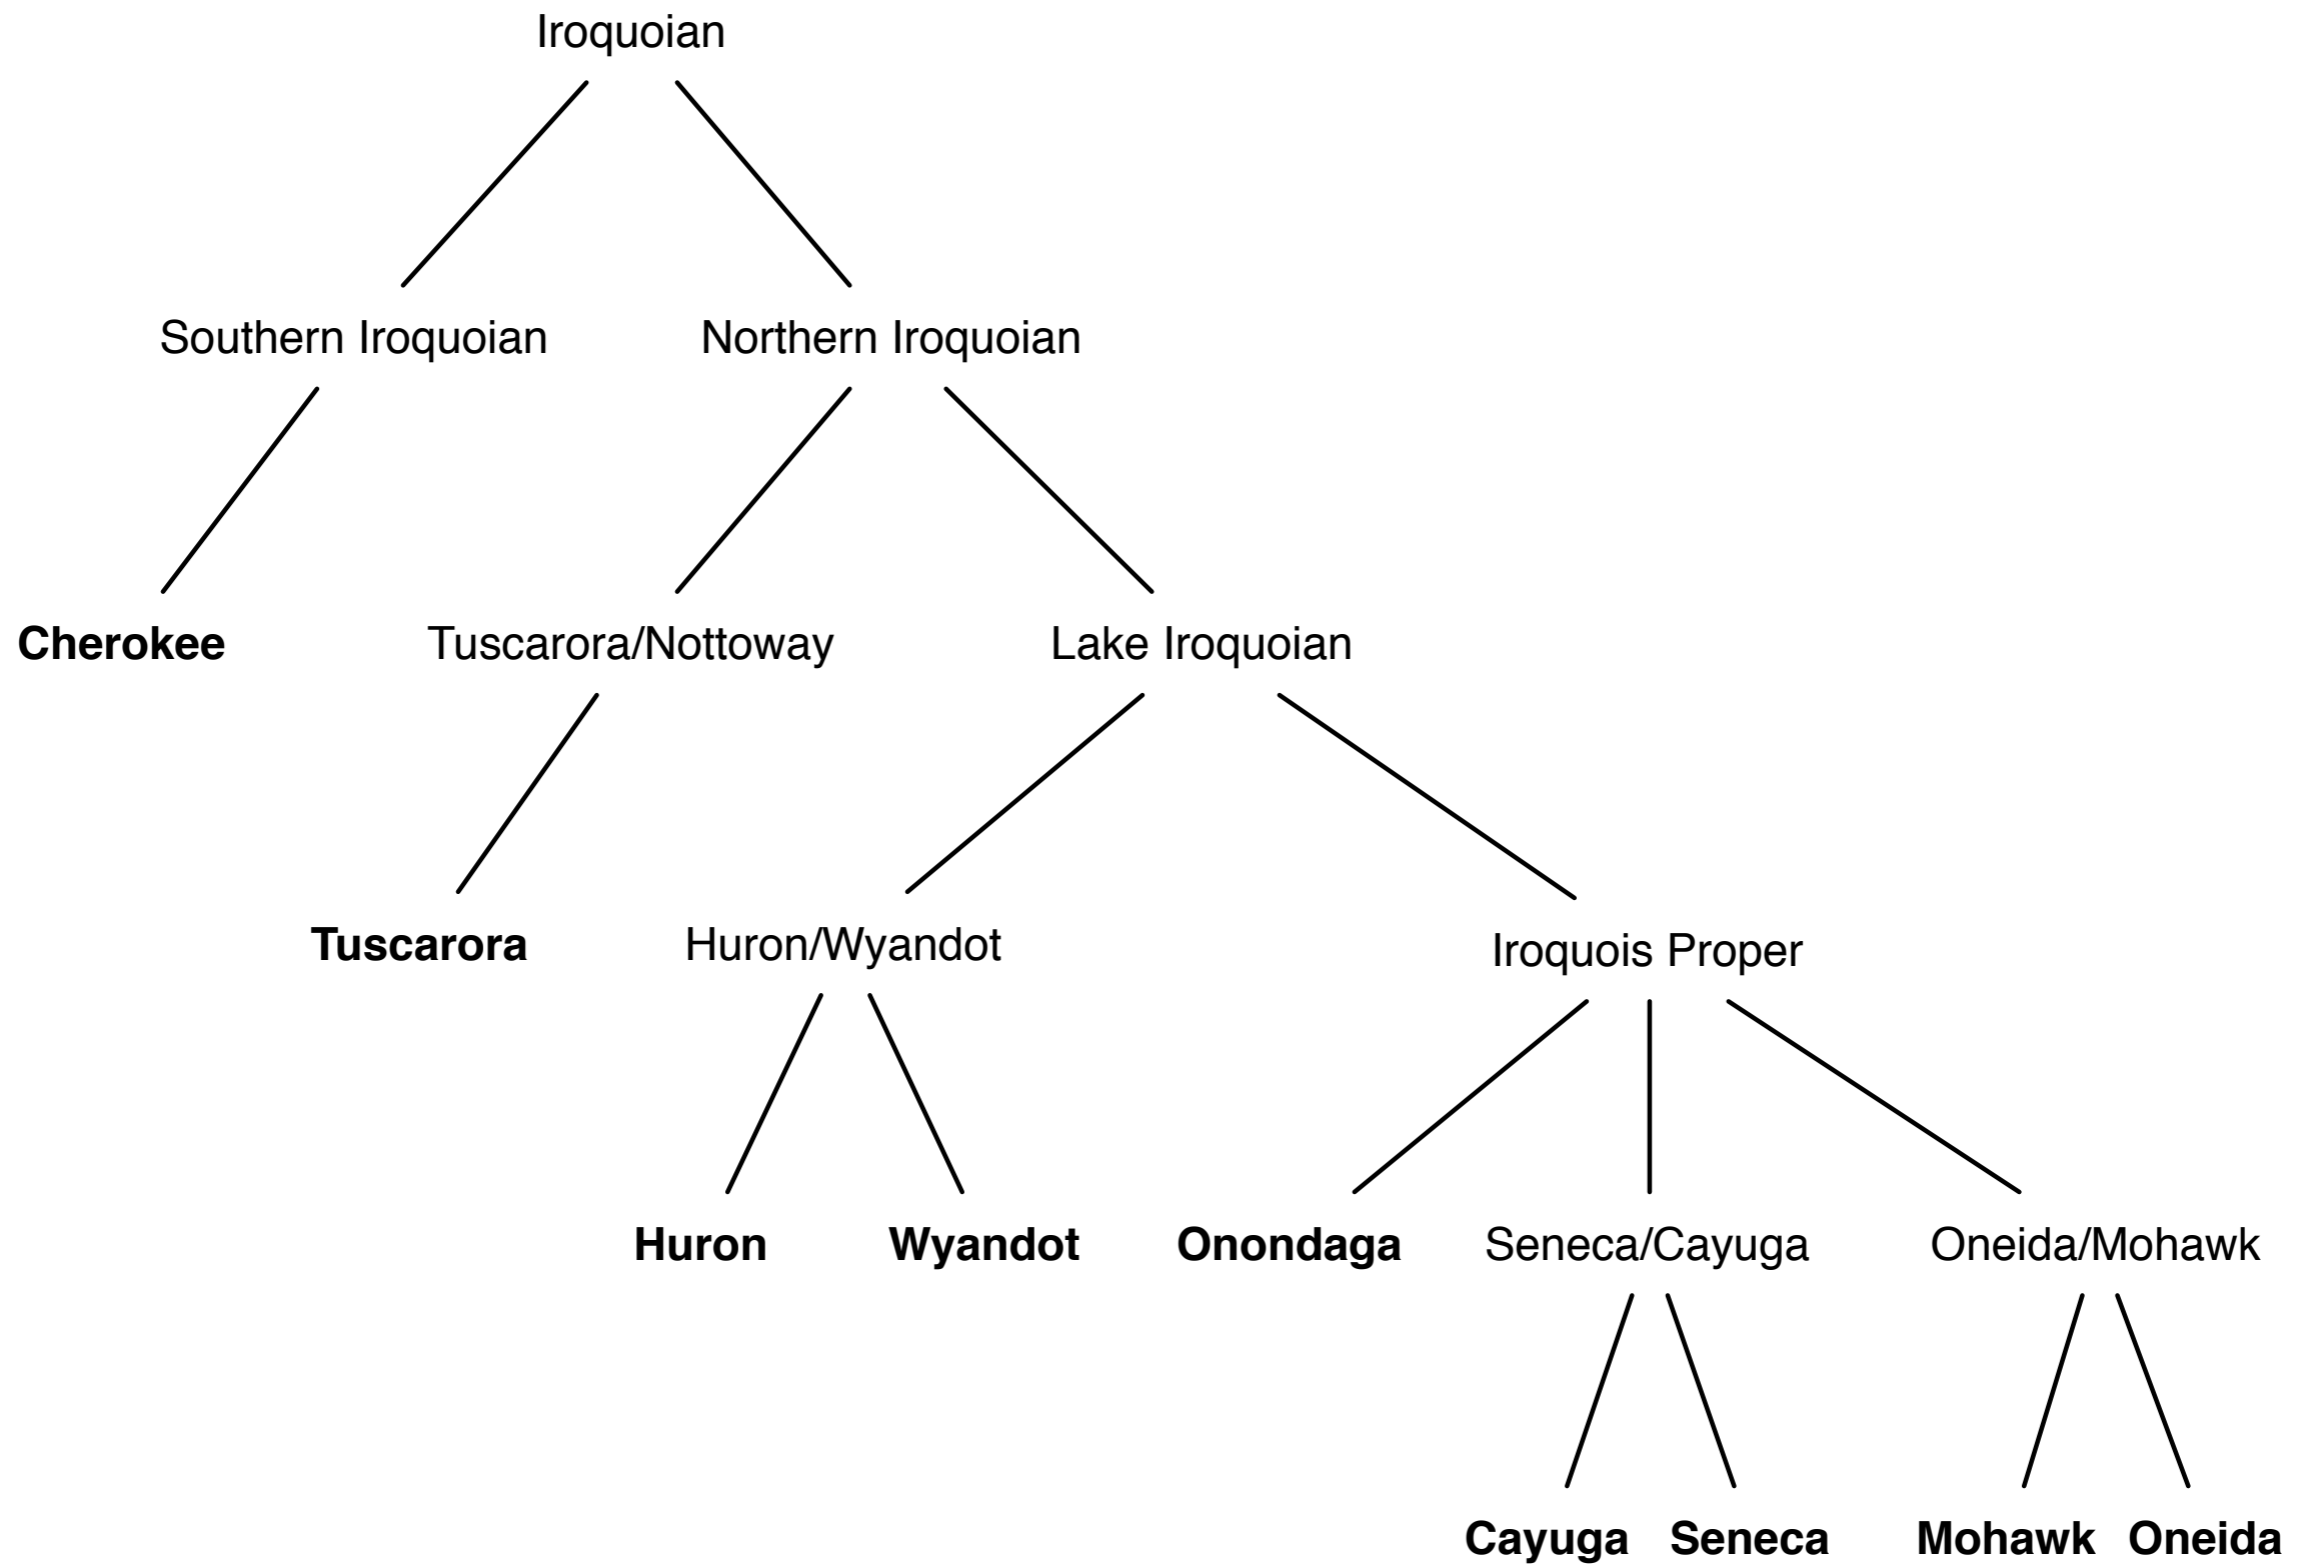 Iroquoian
Southern Iroquoian
Northern Iroquoian
Cherokee
Tuscarora/Nottoway
Lake Iroquoian
Tuscarora
Huron/Wyandot
Iroquois Proper
Huron
Wyandot
Onondaga
Seneca/Cayuga
Oneida/Mohawk
Cayuga
Seneca
Mohawk
Oneida